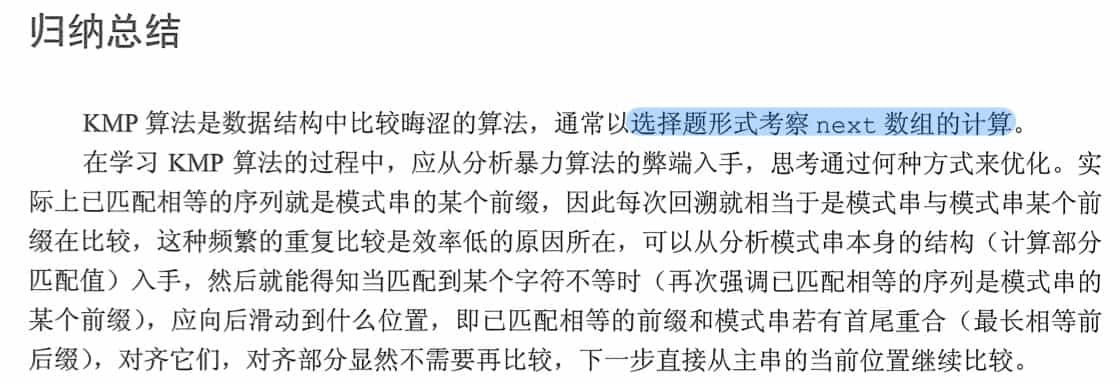 归纳总结
KMP 算法是数据结构中比较晦涩的算法，通常以选择题形式考察 next 数组的计算。
在学习 KMP 算法的过程中，应从分析暴力算法的弊端入手，思考通过何种方式来优化。实
际上已匹配相等的序列就是模式串的某个前缀，因此每次回溯就相当于是模式串与模式串某个前
缀在比较，这种频繁的重复比较是效率低的原因所在，可以从分析模式串本身的结构（计算部分
匹配值）入手，然后就能得知当匹配到某个字符不等时（再次强调已匹配相等的序列是模式串的
某个前缀），应向后滑动到什么位置，即已匹配相等的前缀和模式串若有首尾重合（最长相等前
后缀），对齐它们，对齐部分显然不需要再比较，下一步直接从主串的当前位置继续比较。